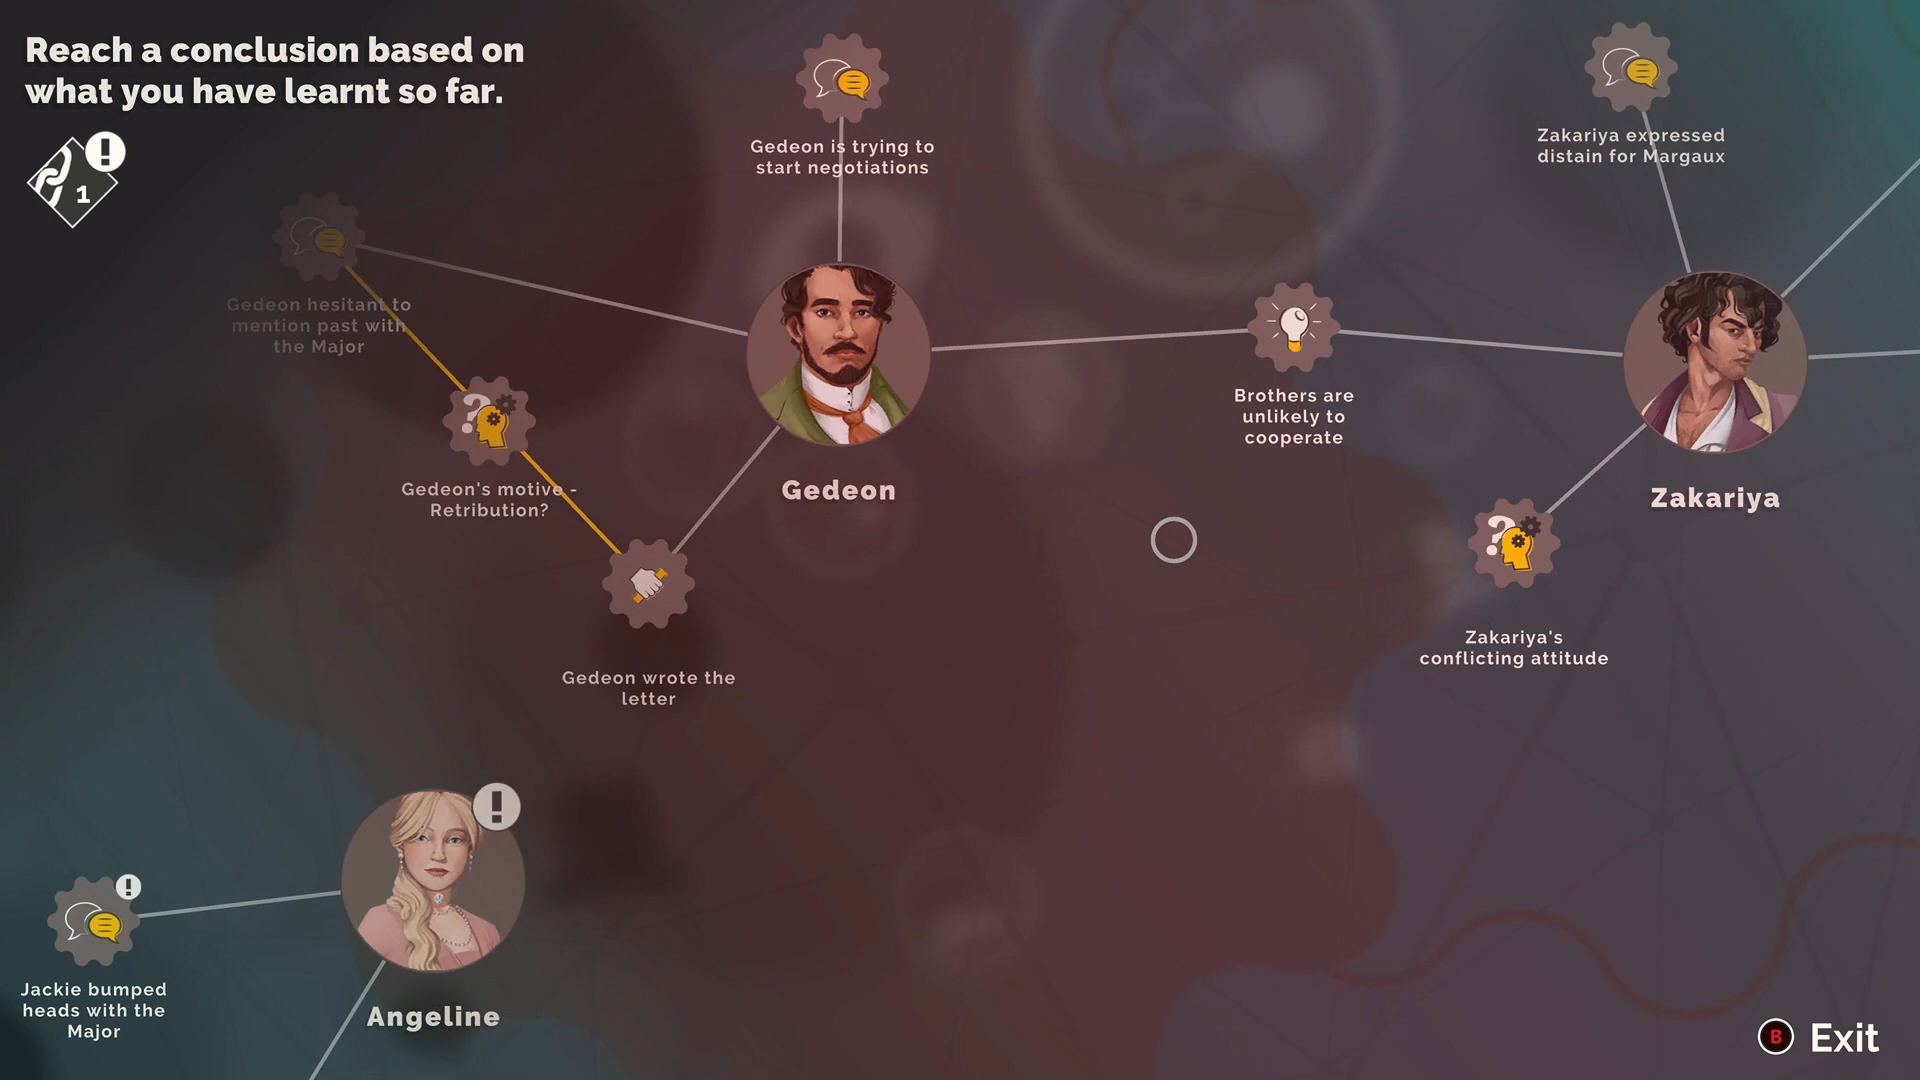 Reach a conclusion based on
what you have learnt so far.
1
Gedeon is trying to
start negotiations
Zakariya expressed
distain for Margaux
Gedeon hesitant to
mention past with
the Major
Brothers are
unlikely to
cooperate
Gedeon's motive -
Retribution?
Gedeon
Zakariya
Zakariya's
conflicting attitude
Gedeon wrote the
letter
Jackie bumped
heads with the
Major
Angeline
B Exit